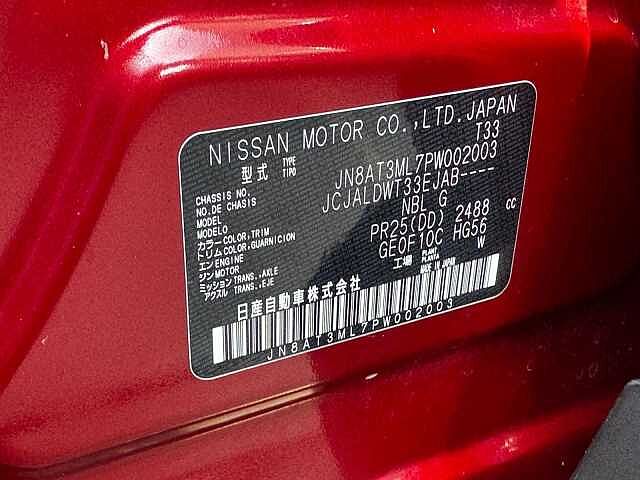 NISSAN MOTOR CO.,LTD.JAPAN
型式 TYPE TIPO T33
CHASSIS NO. NO.DE CHASSIS JN8AT3ML7PW002003
MODEL MODELO JCJALDWT33EJAB----
カラー COLOR,TRIM トリム COLOR,GUARNICION NBL G
エンジン ENGINE MOTOR PR25(DD) 2488 CC
ミッション TRANS.,AXLE アクスル TRANS.,EJE GE0F10C HG56
工場 PLANT PLANTA W
日産自動車株式会社 MADE IN JAPAN
JN8AT3ML7PW002003